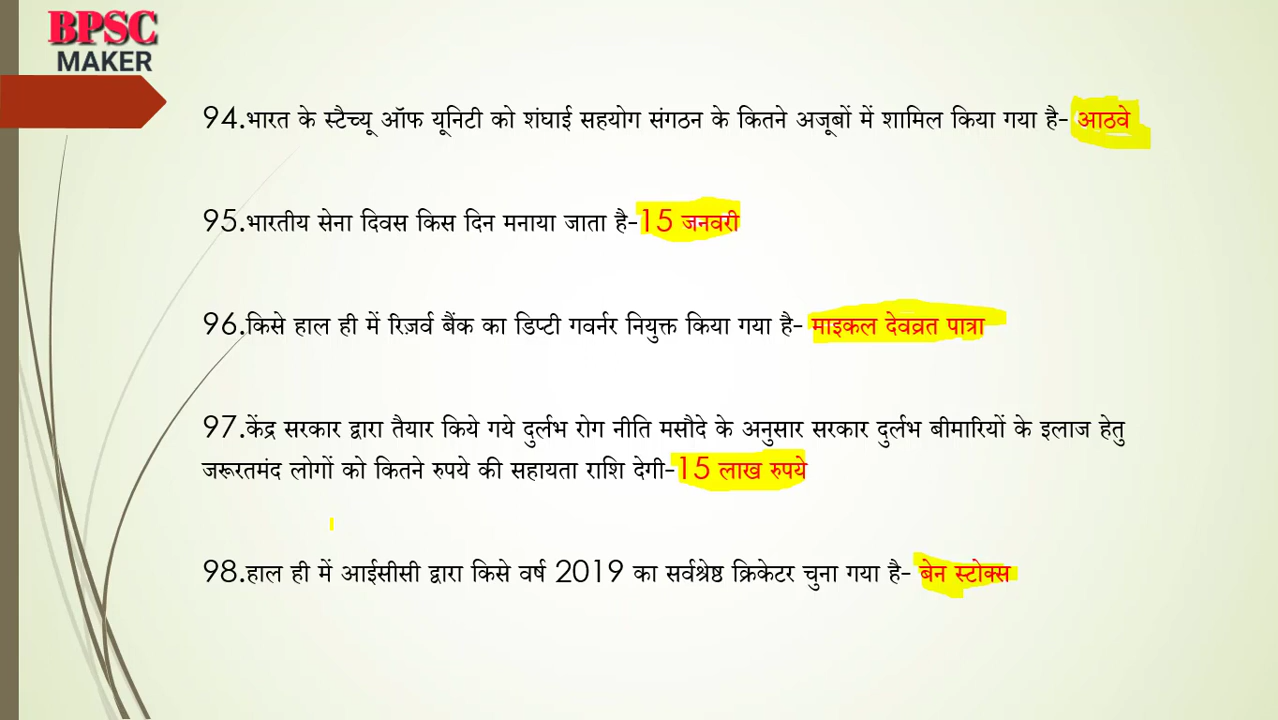 BPSC
MAKER
94.भारत के स्टैच्यू ऑफ यूनिटी को शंघाई सहयोग संगठन के कितने अजूबों में शामिल किया गया है- आठवे
95.भारतीय सेना दिवस किस दिन मनाया जाता है-15 जनवरी
96.किसे हाल ही में रिज़र्व बैंक का डिप्टी गवर्नर नियुक्त किया गया है- माइकल देवव्रत पात्रा
97.केंद्र सरकार द्वारा तैयार किये गये दुर्लभ रोग नीति मसौदे के अनुसार सरकार दुर्लभ बीमारियों के इलाज हेतु
जरूरतमंद लोगों को कितने रुपये की सहायता राशि देगी-15 लाख रुपये
98.हाल ही में आईसीसी द्वारा किसे वर्ष 2019 का सर्वश्रेष्ठ क्रिकेटर चुना गया है- बेन स्टोक्स